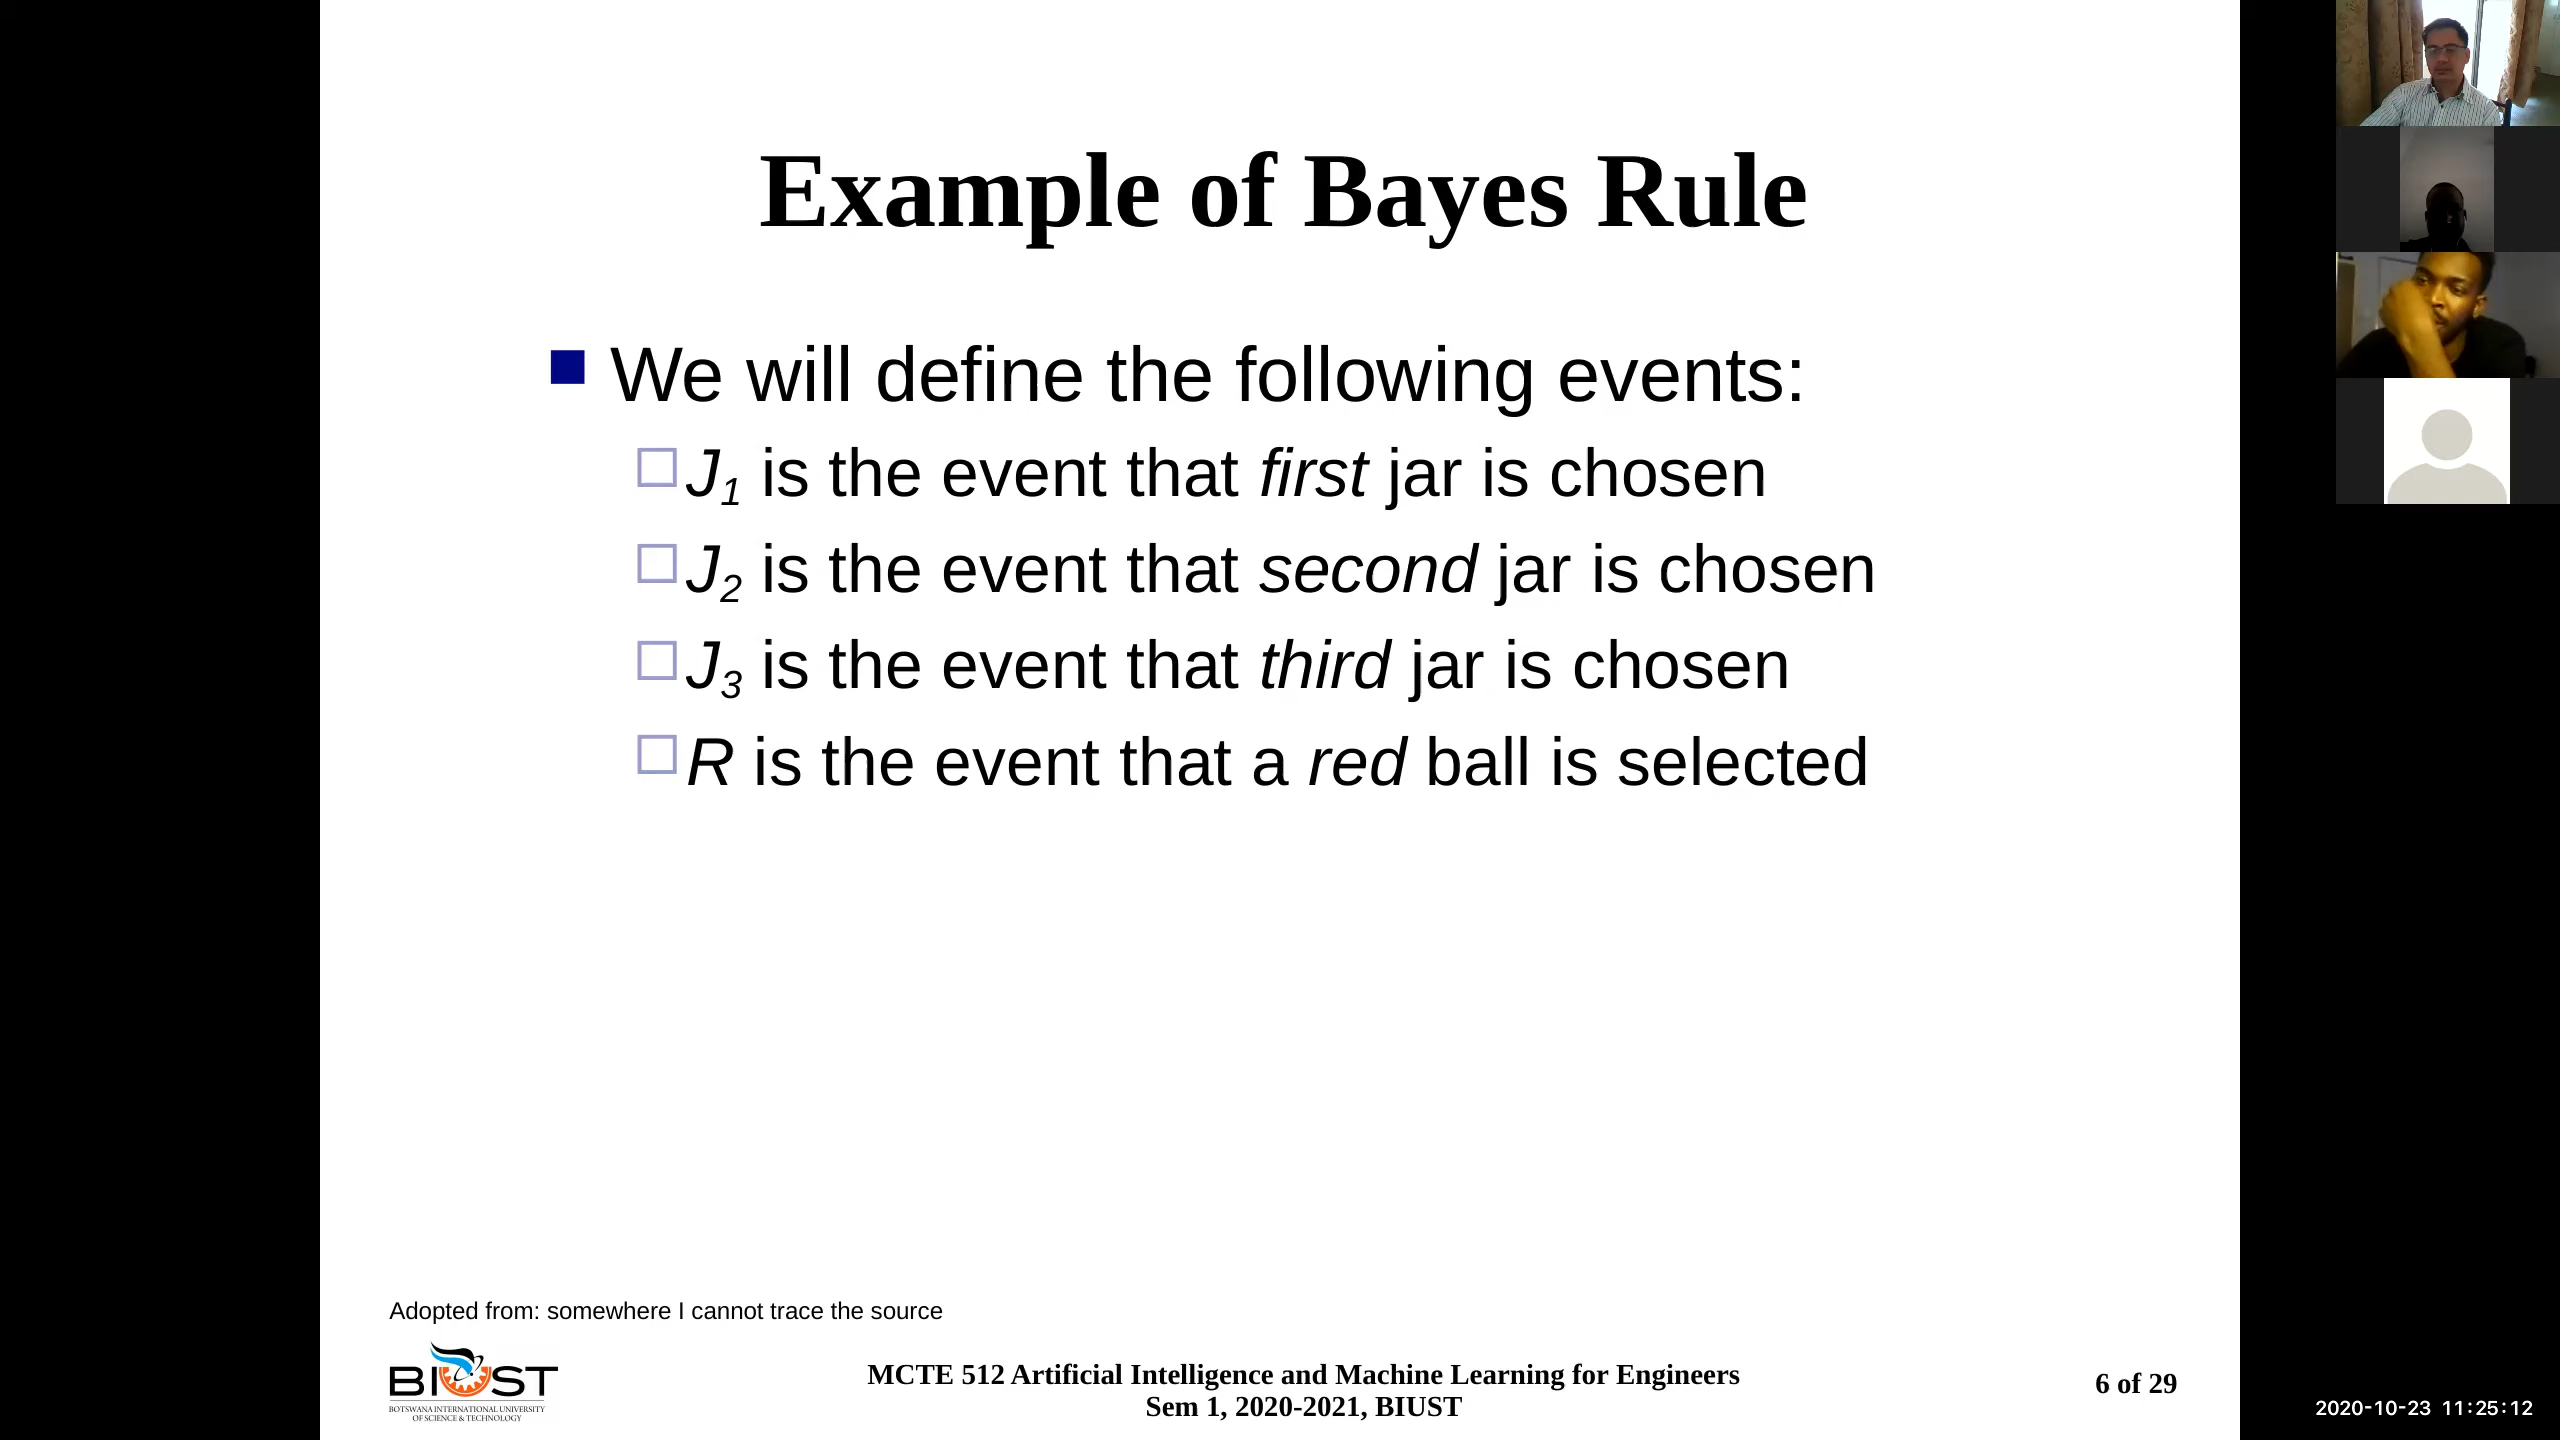 Example of Bayes Rule
We will define the following events:
J1 is the event that first jar is chosen
J2 is the event that second jar is chosen
J3 is the event that third jar is chosen
R is the event that a red ball is selected
Adopted from: somewhere I cannot trace the source
BIUST
BOTSWANA INTERNATIONAL UNIVERSITY
OF SCIENCE & TECHNOLOGY
MCTE 512 Artificial Intelligence and Machine Learning for Engineers
Sem 1, 2020-2021, BIUST
6 of 29
2020-10-23 11:25:12